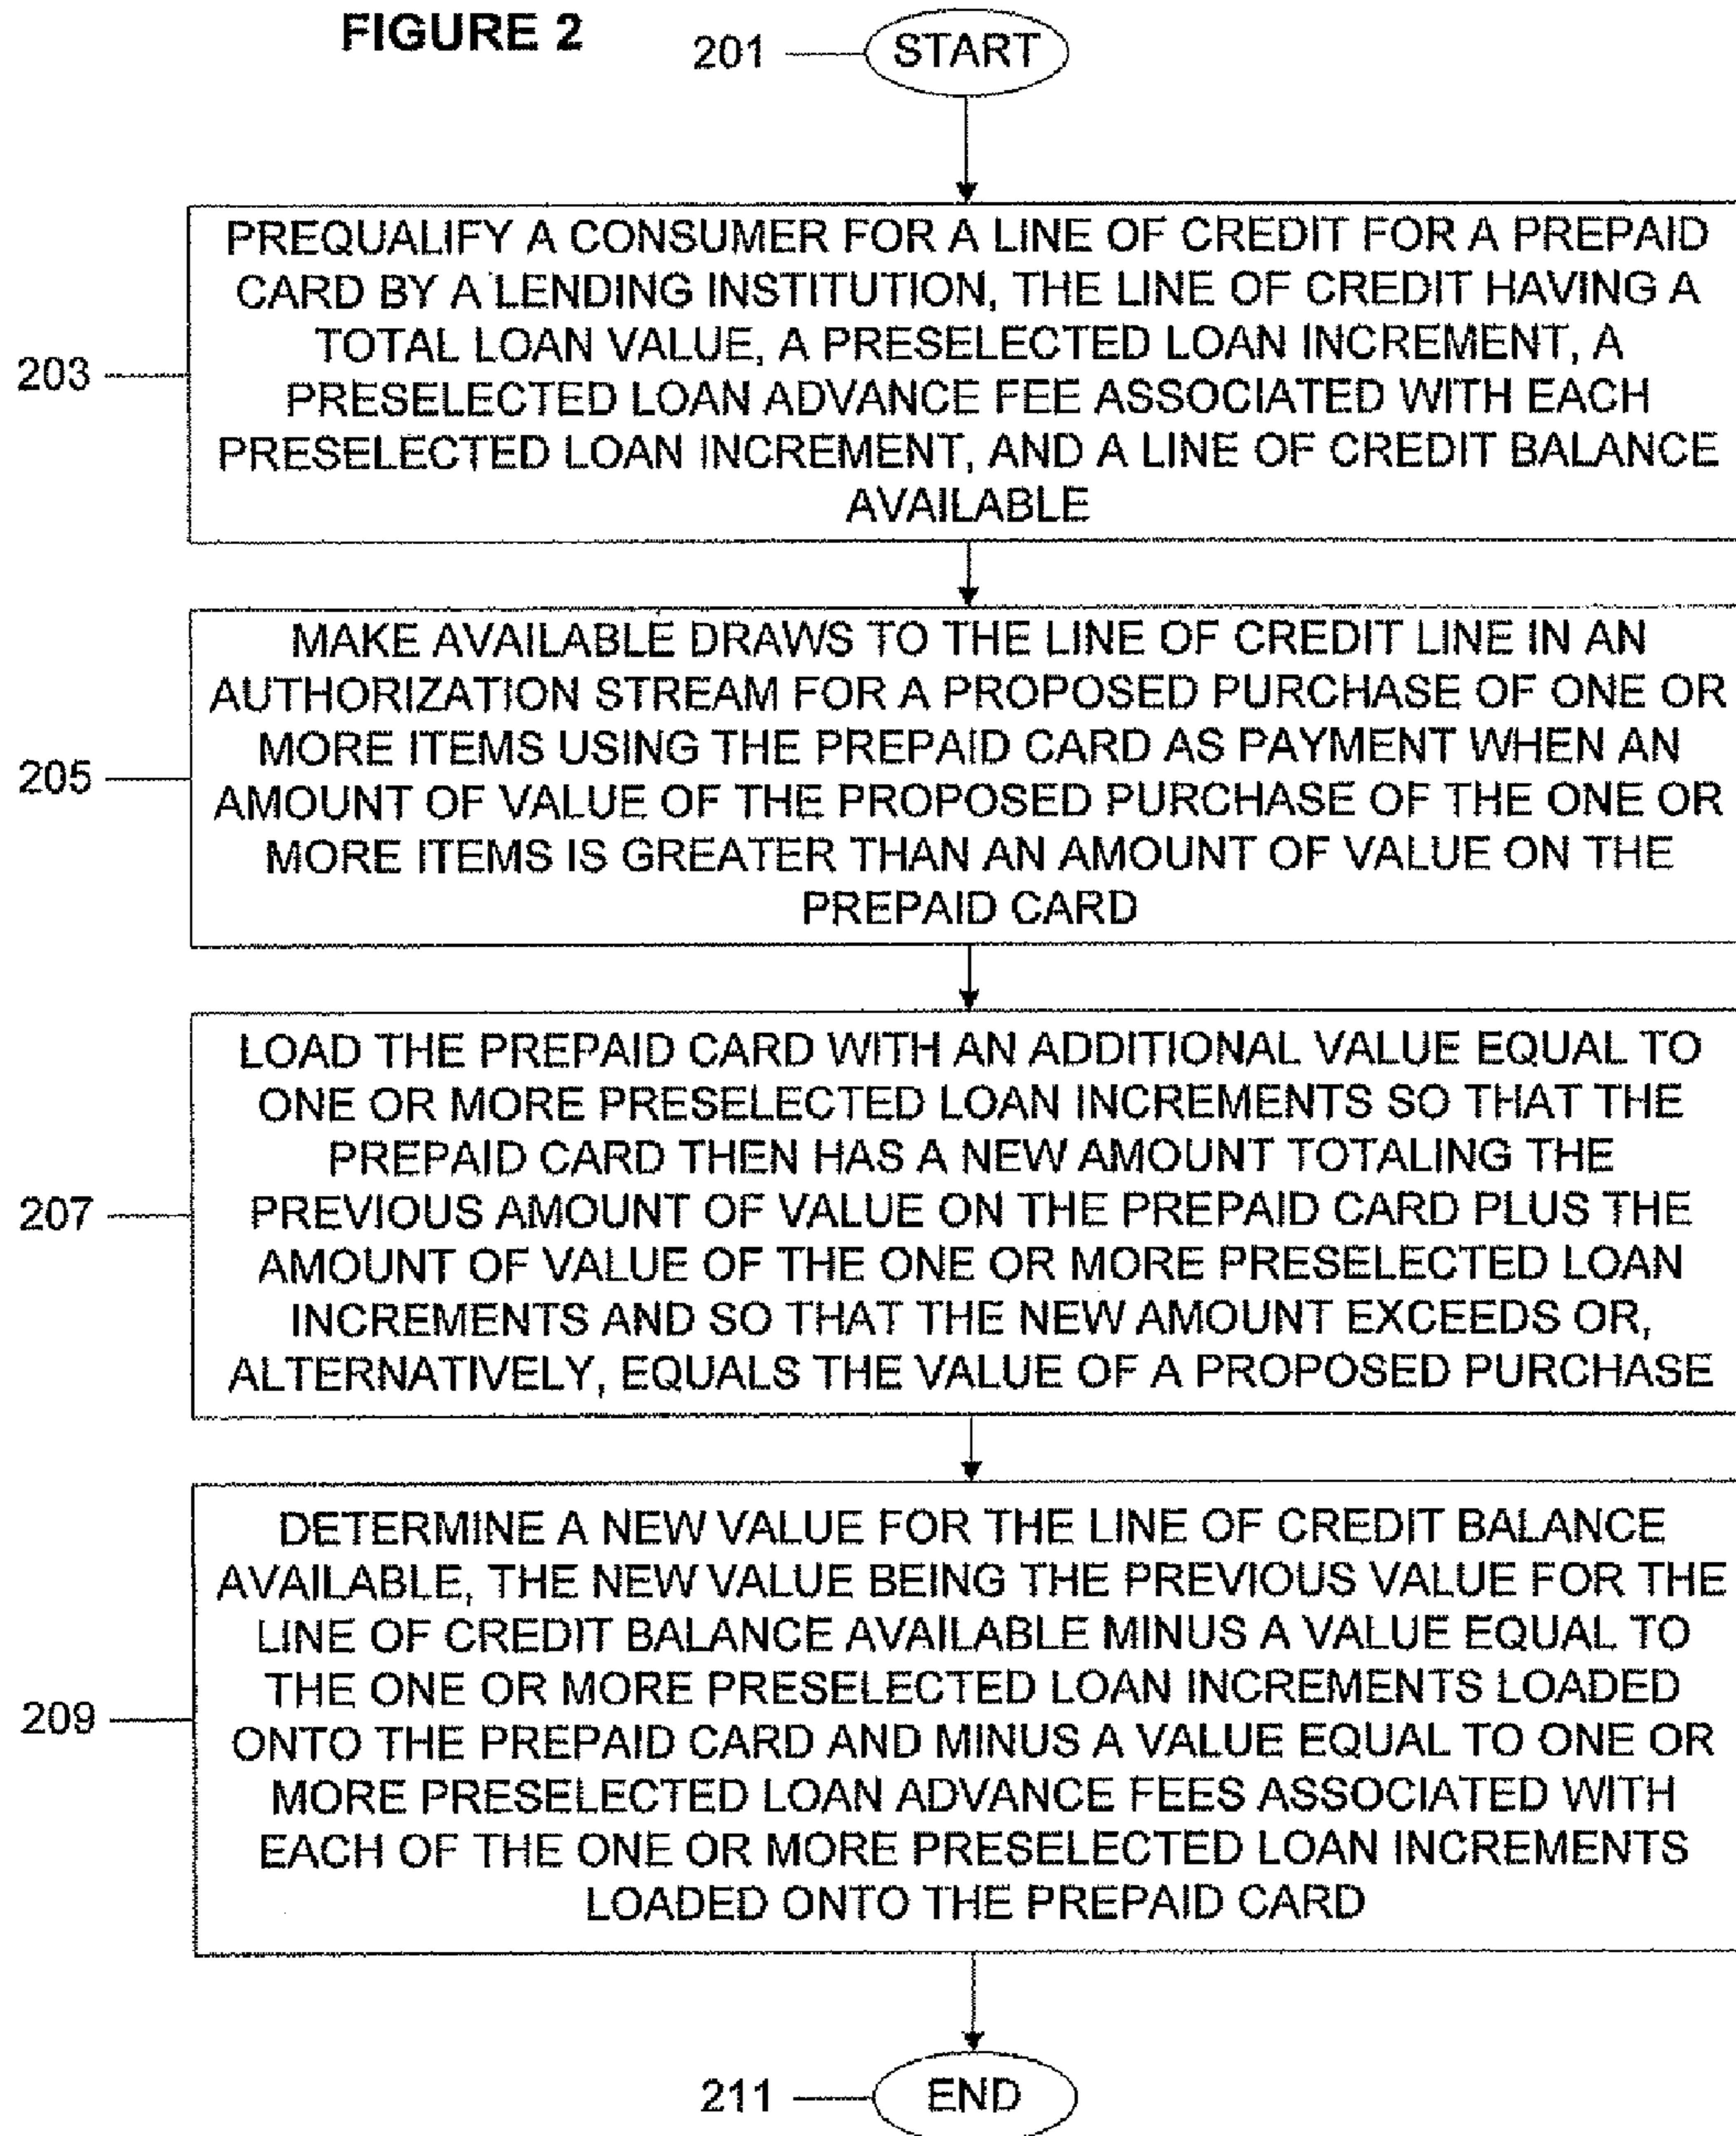 FIGURE 2
201
START
203
PREQUALIFY A CONSUMER FOR A LINE OF CREDIT FOR A PREPAID
CARD BY A LENDING INSTITUTION, THE LINE OF CREDIT HAVING A
TOTAL LOAN VALUE, A PRESELECTED LOAN INCREMENT, A
PRESELECTED LOAN ADVANCE FEE ASSOCIATED WITH EACH
PRESELECTED LOAN INCREMENT, AND A LINE OF CREDIT BALANCE
AVAILABLE
205
MAKE AVAILABLE DRAWS TO THE LINE OF CREDIT LINE IN AN
AUTHORIZATION STREAM FOR A PROPOSED PURCHASE OF ONE OR
MORE ITEMS USING THE PREPAID CARD AS PAYMENT WHEN AN
AMOUNT OF VALUE OF THE PROPOSED PURCHASE OF THE ONE OR
MORE ITEMS IS GREATER THAN AN AMOUNT OF VALUE ON THE
PREPAID CARD
207
LOAD THE PREPAID CARD WITH AN ADDITIONAL VALUE EQUAL TO
ONE OR MORE PRESELECTED LOAN INCREMENTS SO THAT THE
PREPAID CARD THEN HAS A NEW AMOUNT TOTALING THE
PREVIOUS AMOUNT OF VALUE ON THE PREPAID CARD PLUS THE
AMOUNT OF VALUE OF THE ONE OR MORE PRESELECTED LOAN
INCREMENTS AND SO THAT THE NEW AMOUNT EXCEEDS OR,
ALTERNATIVELY, EQUALS THE VALUE OF A PROPOSED PURCHASE
209
DETERMINE A NEW VALUE FOR THE LINE OF CREDIT BALANCE
AVAILABLE, THE NEW VALUE BEING THE PREVIOUS VALUE FOR THE
LINE OF CREDIT BALANCE AVAILABLE MINUS A VALUE EQUAL TO
THE ONE OR MORE PRESELECTED LOAN INCREMENTS LOADED
ONTO THE PREPAID CARD AND MINUS A VALUE EQUAL TO ONE OR
MORE PRESELECTED LOAN ADVANCE FEES ASSOCIATED WITH
EACH OF THE ONE OR MORE PRESELECTED LOAN INCREMENTS
LOADED ONTO THE PREPAID CARD
211
END